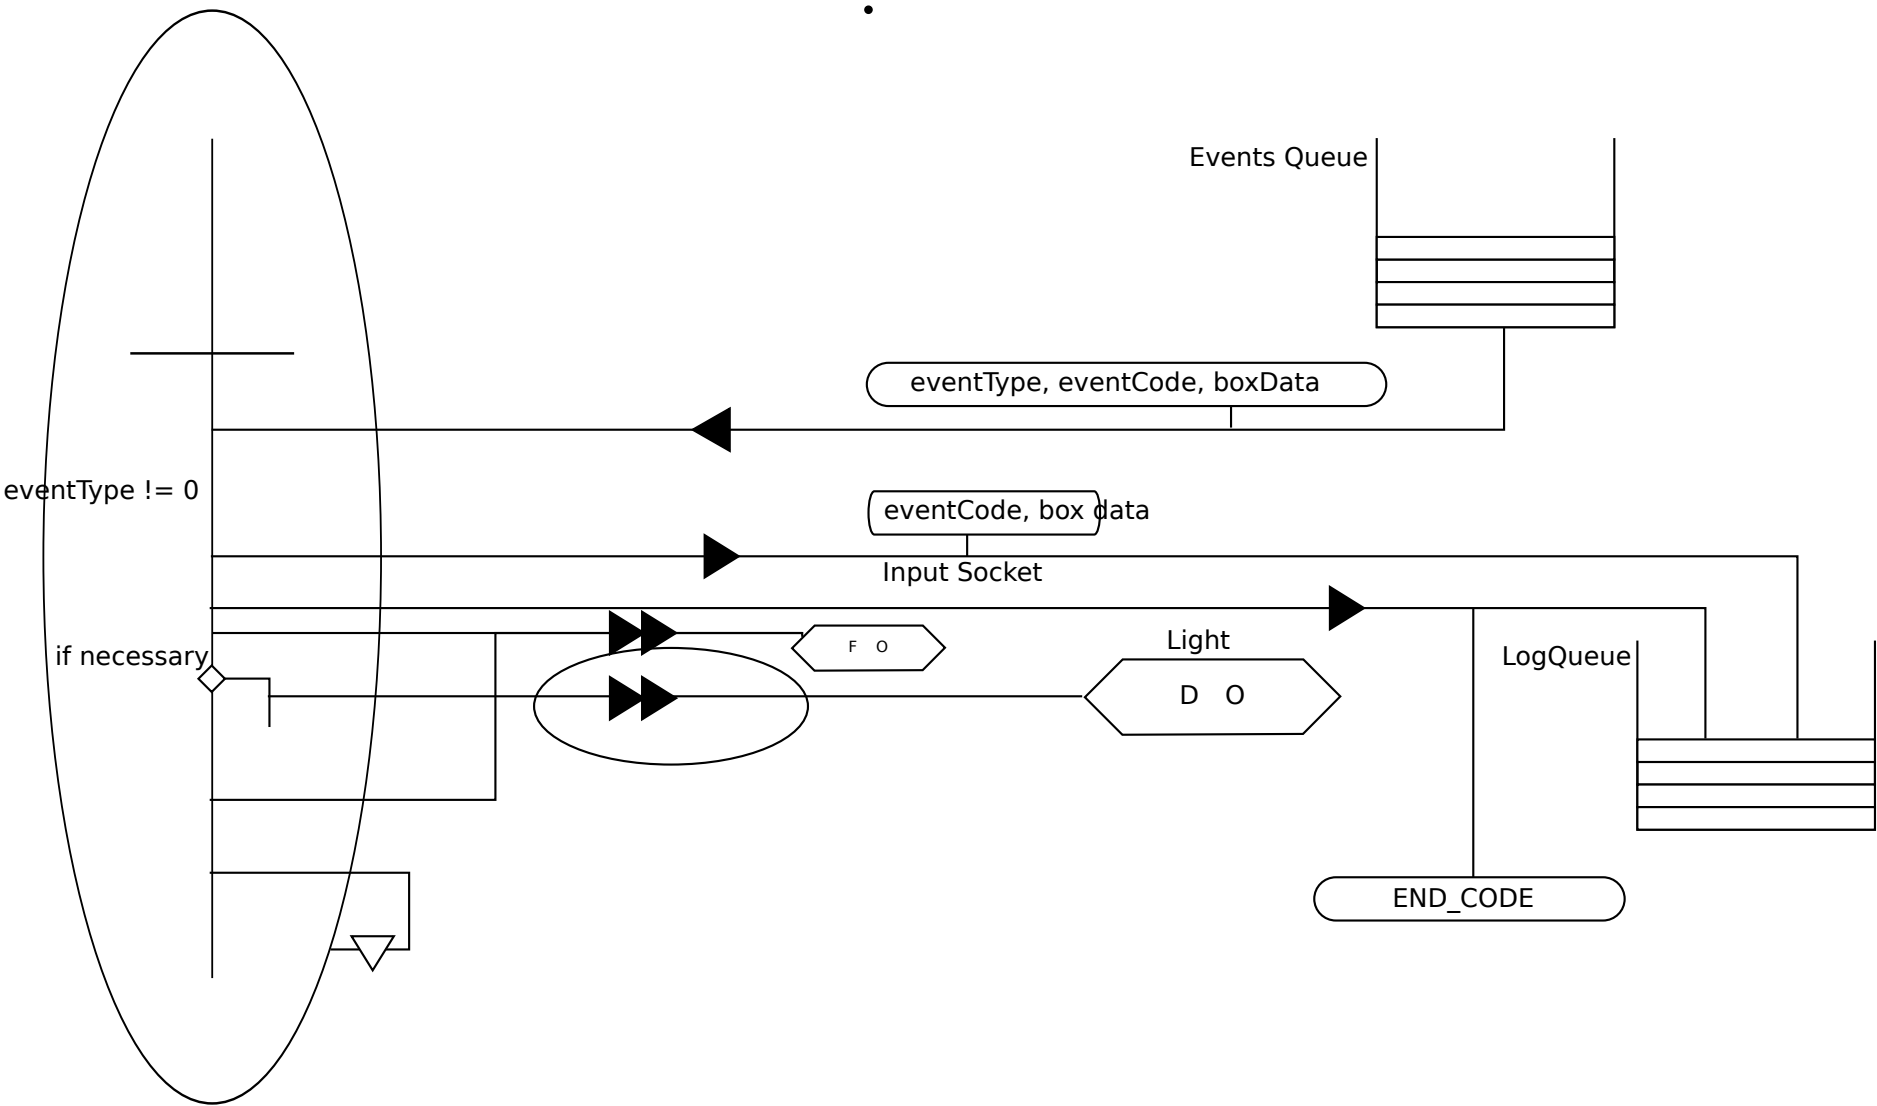 Events Queue
eventType, eventCode, boxData
eventType != 0
eventCode, box data
Input Socket
Light
F O
if necessary
LogQueue
D O
END_CODE